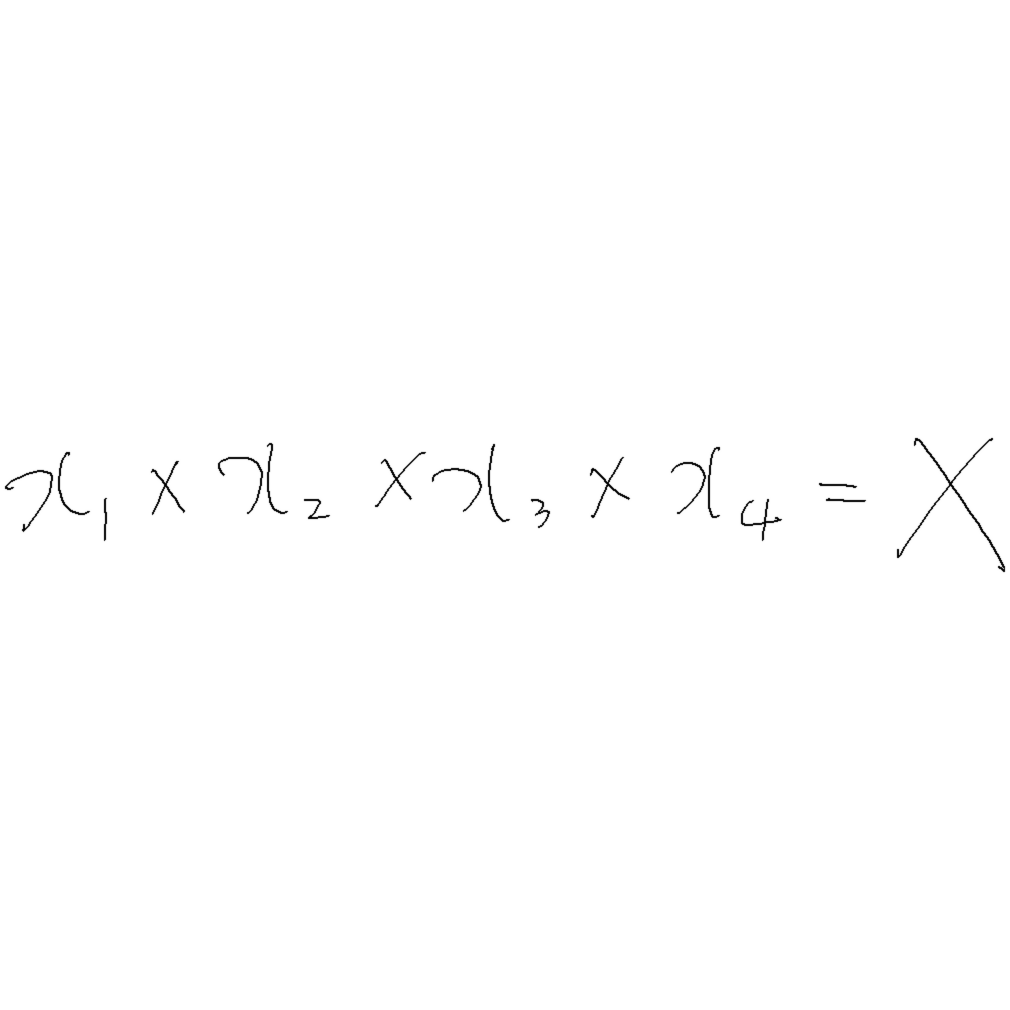 x₁ × x₂ × x₃ × x₄ = X